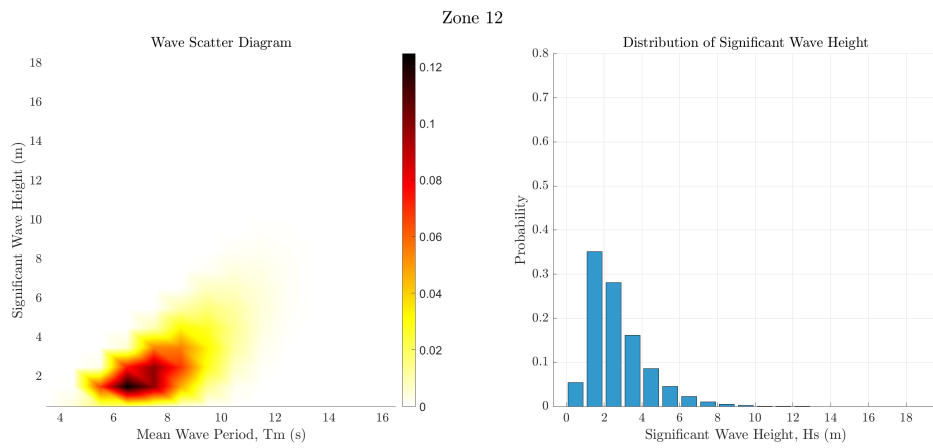 Zone 12
Wave Scatter Diagram
18
16
14
12
10
8
6
4
2
Significant Wave Height (m)
4 6 8 10 12 14 16
Mean Wave Period, Tm (s)
0.12
0.1
0.08
0.06
0.04
0.02
0
Distribution of Significant Wave Height
0.8
0.7
0.6
0.5
0.4
0.3
0.2
0.1
0
Probability
0 2 4 6 8 10 12 14 16 18
Significant Wave Height, Hs (m)